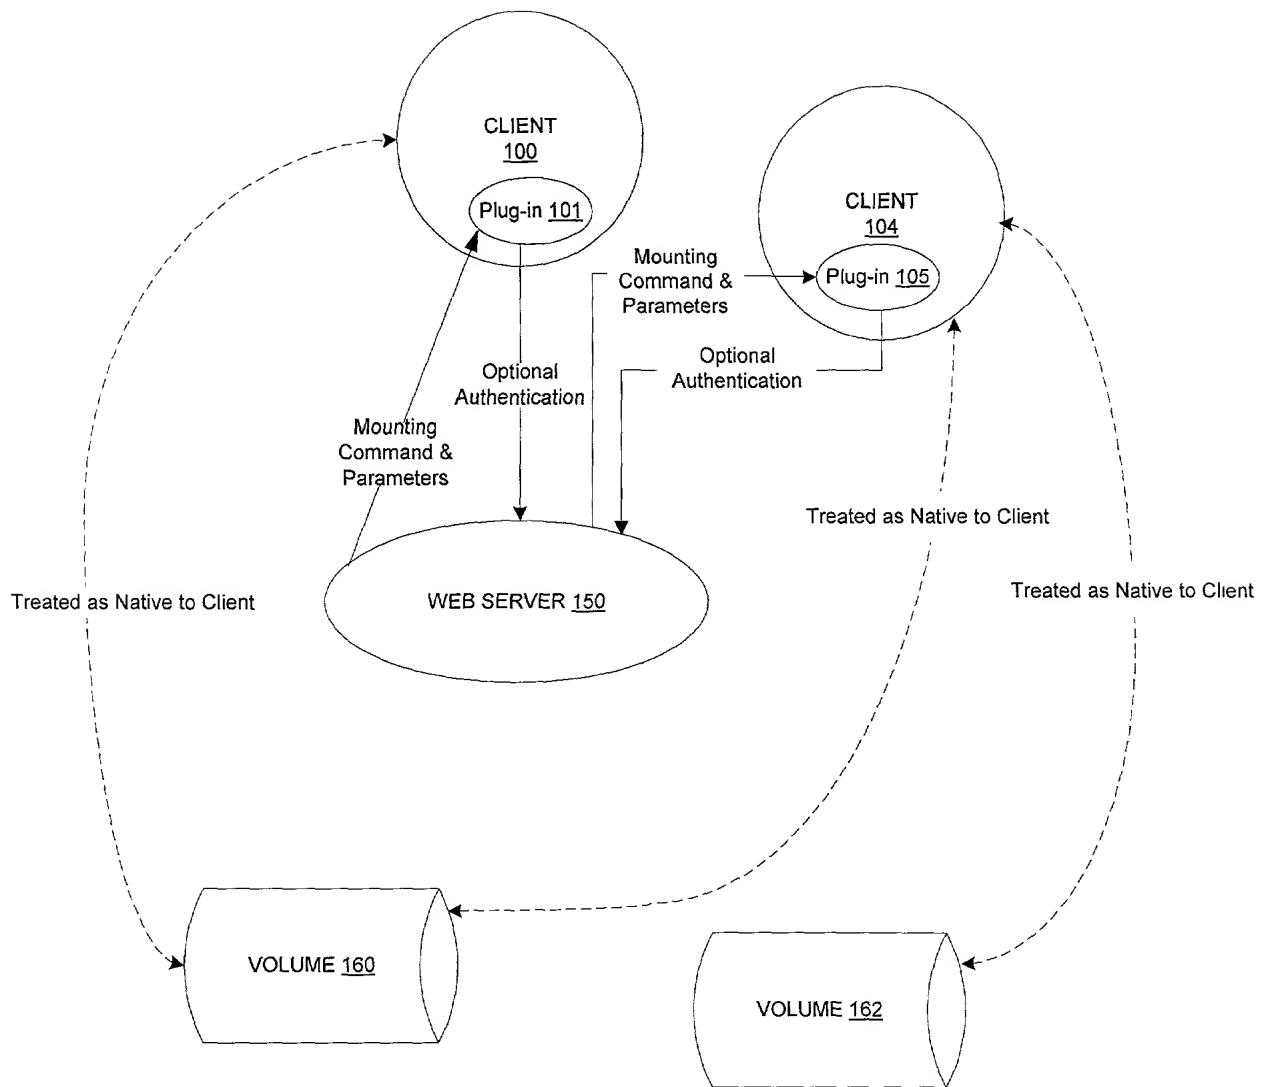 CLIENT
100
Plug-in 101
CLIENT
104
Plug-in 105
Mounting
Command &
Parameters
Optional
Authentication
Optional
Authentication
Mounting
Command &
Parameters
Treated as Native to Client
Treated as Native to Client
Treated as Native to Client
WEB SERVER 150
VOLUME 160
VOLUME 162